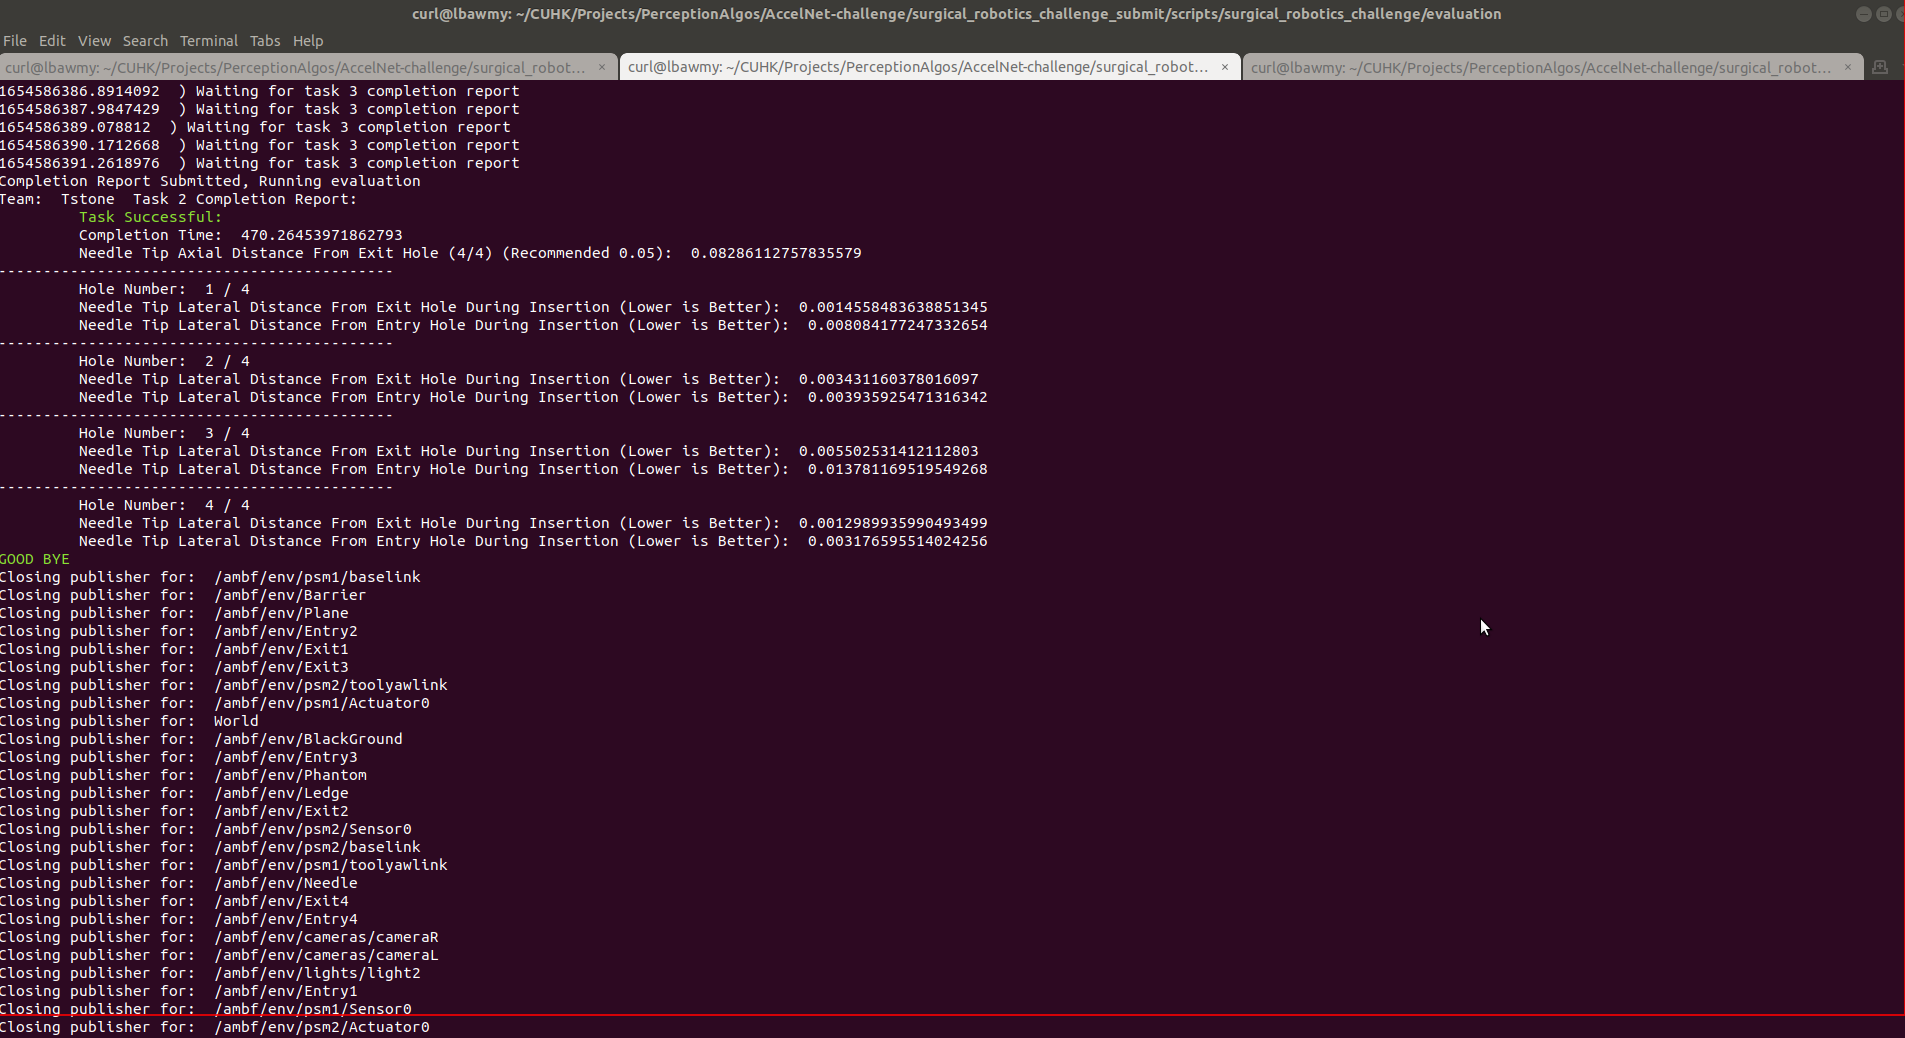 curl@lbawmy: ~/CUHK/Projects/PerceptionAlgos/AccelNet-challenge/surgical_robotics_challenge_submit/scripts/surgical_robotics_challenge/evaluation
File Edit View Search Terminal Tabs Help
curl@lbawmy: ~/CUHK/Projects/PerceptionAlgos/AccelNet-challenge/surgical_robot... × curl@lbawmy: ~/CUHK/Projects/PerceptionAlgos/AccelNet-challenge/surgical_robot... × curl@lbawmy: ~/CUHK/Projects/PerceptionAlgos/AccelNet-challenge/surgical_robot... ×
1654586386.8914092  ) Waiting for task 3 completion report
1654586387.9847429  ) Waiting for task 3 completion report
1654586389.078812  ) Waiting for task 3 completion report
1654586390.1712668  ) Waiting for task 3 completion report
1654586391.2618976  ) Waiting for task 3 completion report
Completion Report Submitted, Running evaluation
Team:  Tstone  Task 2 Completion Report:
Task Successful:
Completion Time:  470.26453971862793
Needle Tip Axial Distance From Exit Hole (4/4) (Recommended 0.05):  0.08286112757835579
--------------------------------------------
Hole Number:  1 / 4
Needle Tip Lateral Distance From Exit Hole During Insertion (Lower is Better):  0.0014558483638851345
Needle Tip Lateral Distance From Entry Hole During Insertion (Lower is Better):  0.008084177247332654
--------------------------------------------
Hole Number:  2 / 4
Needle Tip Lateral Distance From Exit Hole During Insertion (Lower is Better):  0.003431160378016097
Needle Tip Lateral Distance From Entry Hole During Insertion (Lower is Better):  0.003935925471316342
--------------------------------------------
Hole Number:  3 / 4
Needle Tip Lateral Distance From Exit Hole During Insertion (Lower is Better):  0.005502531412112803
Needle Tip Lateral Distance From Entry Hole During Insertion (Lower is Better):  0.013781169519549268
--------------------------------------------
Hole Number:  4 / 4
Needle Tip Lateral Distance From Exit Hole During Insertion (Lower is Better):  0.0012989935990493499
Needle Tip Lateral Distance From Entry Hole During Insertion (Lower is Better):  0.003176595514024256
GOOD BYE
Closing publisher for:  /ambf/env/psm1/baselink
Closing publisher for:  /ambf/env/Barrier
Closing publisher for:  /ambf/env/Plane
Closing publisher for:  /ambf/env/Entry2
Closing publisher for:  /ambf/env/Exit1
Closing publisher for:  /ambf/env/Exit3
Closing publisher for:  /ambf/env/psm2/toolyawlink
Closing publisher for:  /ambf/env/psm1/Actuator0
Closing publisher for:  World
Closing publisher for:  /ambf/env/BlackGround
Closing publisher for:  /ambf/env/Entry3
Closing publisher for:  /ambf/env/Phantom
Closing publisher for:  /ambf/env/Ledge
Closing publisher for:  /ambf/env/Exit2
Closing publisher for:  /ambf/env/psm2/Sensor0
Closing publisher for:  /ambf/env/psm2/baselink
Closing publisher for:  /ambf/env/psm1/toolyawlink
Closing publisher for:  /ambf/env/Needle
Closing publisher for:  /ambf/env/Exit4
Closing publisher for:  /ambf/env/Entry4
Closing publisher for:  /ambf/env/cameras/cameraR
Closing publisher for:  /ambf/env/cameras/cameraL
Closing publisher for:  /ambf/env/lights/light2
Closing publisher for:  /ambf/env/Entry1
Closing publisher for:  /ambf/env/psm1/Sensor0
Closing publisher for:  /ambf/env/psm2/Actuator0